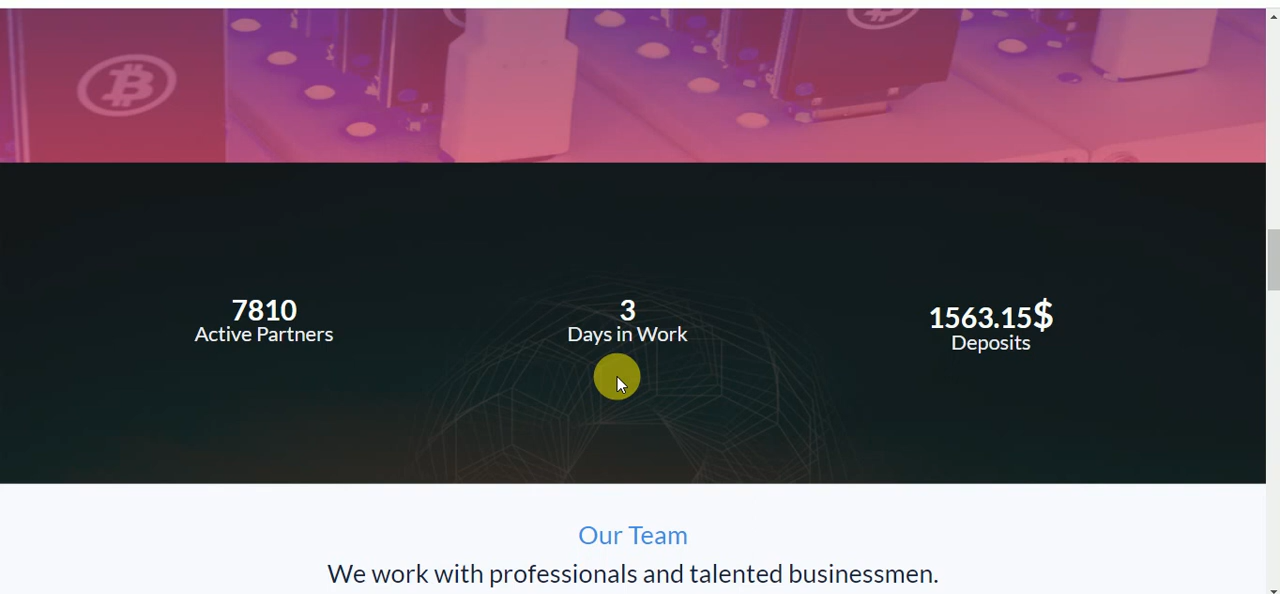 7810
Active Partners
3
Days in Work
1563.15$
Deposits
Our Team
We work with professionals and talented businessmen.